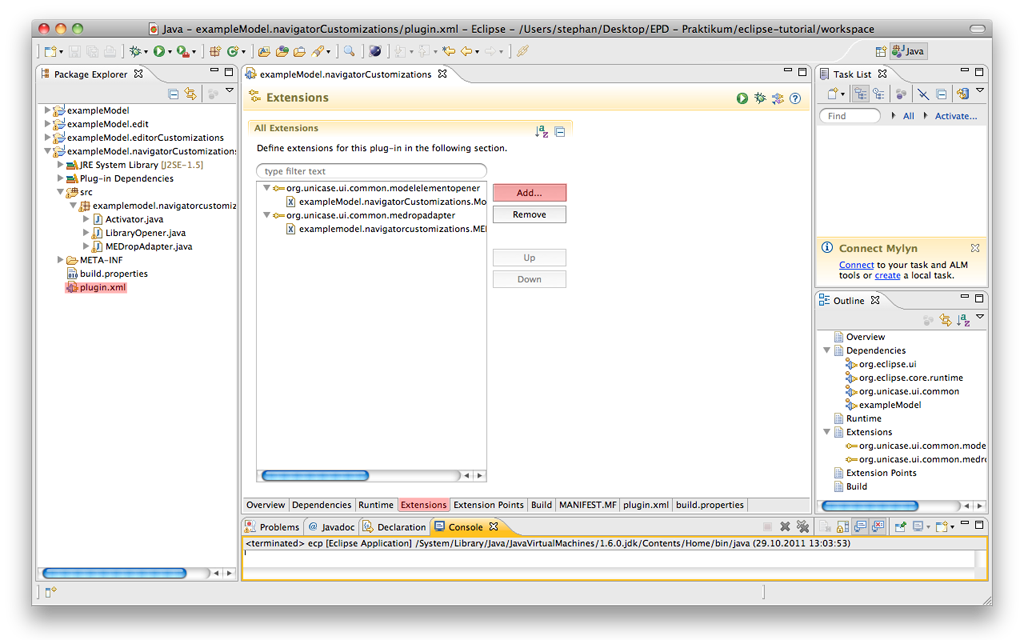 Java - exampleModel.navigatorCustomizations/plugin.xml - Eclipse - /Users/stephan/Desktop/EPD - Praktikum/eclipse-tutorial/workspace
Java
Package Explorer
exampleModel
exampleModel.edit
exampleModel.editorCustomizations
exampleModel.navigatorCustomizations
JRE System Library [J2SE-1.5]
Plug-in Dependencies
src
examplemodel.navigatorcustomiz
Activator.java
LibraryOpener.java
MEDropAdapter.java
META-INF
build.properties
plugin.xml
exampleModel.navigatorCustomizations
Extensions
All Extensions
Define extensions for this plug-in in the following section.
type filter text
org.unicase.ui.common.modelelementopener
exampleModel.navigatorCustomizations.Mo
org.unicase.ui.common.medropadapter
examplemodel.navigatorcustomizations.MEI
Add...
Remove
Up
Down
Overview Dependencies Runtime Extensions Extension Points Build MANIFEST.MF plugin.xml build.properties
Task List
Find
All
Activate...
Connect Mylyn
Connect to your task and ALM
tools or create a local task.
Outline
Overview
Dependencies
org.eclipse.ui
org.eclipse.core.runtime
org.unicase.ui.common
exampleModel
Runtime
Extensions
org.unicase.ui.common.mode
org.unicase.ui.common.medro
Extension Points
Build
Problems @ Javadoc Declaration Console
<terminated> ecp [Eclipse Application] /System/Library/Java/JavaVirtualMachines/1.6.0.jdk/Contents/Home/bin/java (29.10.2011 13:03:53)